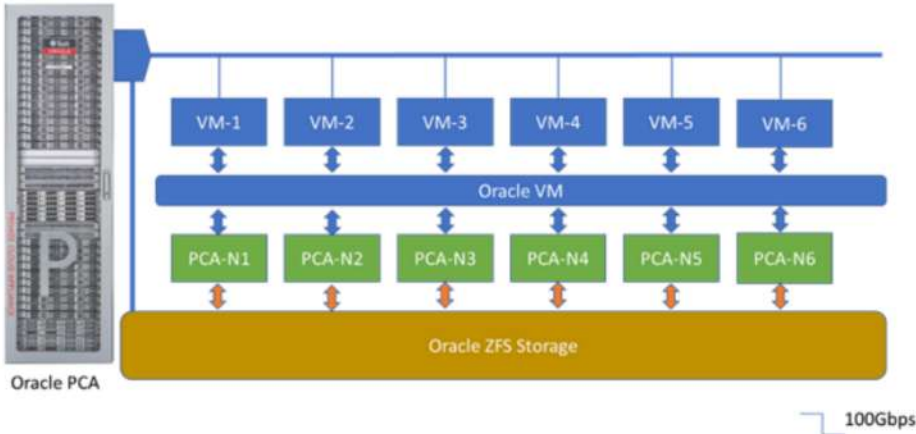 ORACLE
VM-1
VM-2
VM-3
VM-4
VM-5
VM-6
Oracle VM
PCA-N1
PCA-N2
PCA-N3
PCA-N4
PCA-N5
PCA-N6
P
Oracle ZFS Storage
Oracle PCA
100Gbps